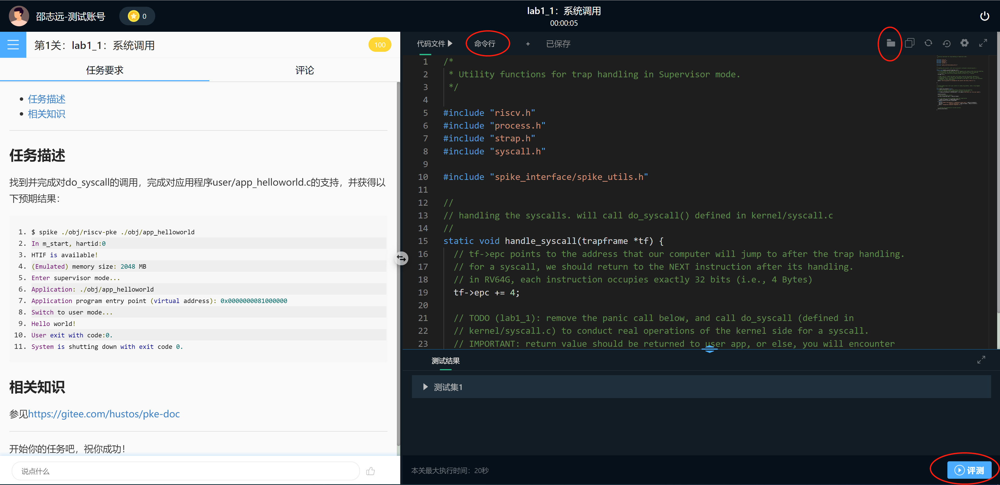 邵志远-测试账号
0
lab1_1：系统调用
00:00:05
第1关：lab1_1：系统调用
100
任务要求
评论
任务描述
相关知识
任务描述
找到并完成对do_syscall的调用，完成对应用程序user/app_helloworld.c的支持，并获得以
下预期结果：
1. $ spike ./obj/riscv-pke ./obj/app_helloworld
2. In m_start, hartid:0
3. HTIF is available!
4. (Emulated) memory size: 2048 MB
5. Enter supervisor mode...
6. Application: ./obj/app_helloworld
7. Application program entry point (virtual address): 0x0000000081000000
8. Switch to user mode...
9. Hello world!
10. User exit with code:0.
11. System is shutting down with exit code 0.
相关知识
参见https://gitee.com/hustos/pke-doc
开始你的任务吧，祝你成功！
说点什么
代码文件
命令行
+
已保存
1 /*
2  * Utility functions for trap handling in Supervisor mode.
3  */
4
5 #include "riscv.h"
6 #include "process.h"
7 #include "strap.h"
8 #include "syscall.h"
9
10 #include "spike_interface/spike_utils.h"
11
12 //
13 // handling the syscalls. will call do_syscall() defined in kernel/syscall.c
14 //
15 static void handle_syscall(trapframe *tf) {
16   // tf->epc points to the address that our computer will jump to after the trap handling.
17   // for a syscall, we should return to the NEXT instruction after its handling.
18   // in RV64G, each instruction occupies exactly 32 bits (i.e., 4 Bytes)
19   tf->epc += 4;
20
21   // TODO (lab1_1): remove the panic call below, and call do_syscall (defined in
22   // kernel/syscall.c) to conduct real operations of the kernel side for a syscall.
23   // IMPORTANT: return value should be returned to user app, or else, you will encounter
测试结果
测试集1
本关最大执行时间：20秒
评测